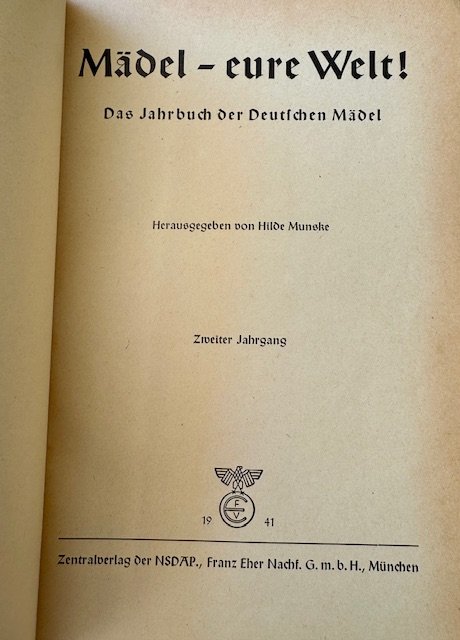 Mädel – eure Welt!
Das Jahrbuch der Deutſchen Mädel
Herausgegeben von Hilde Munske
Zweiter Jahrgang
F
E
V
19 41
Zentralverlag der NSDAP., Franz Eher Nachf. G. m. b. H., München